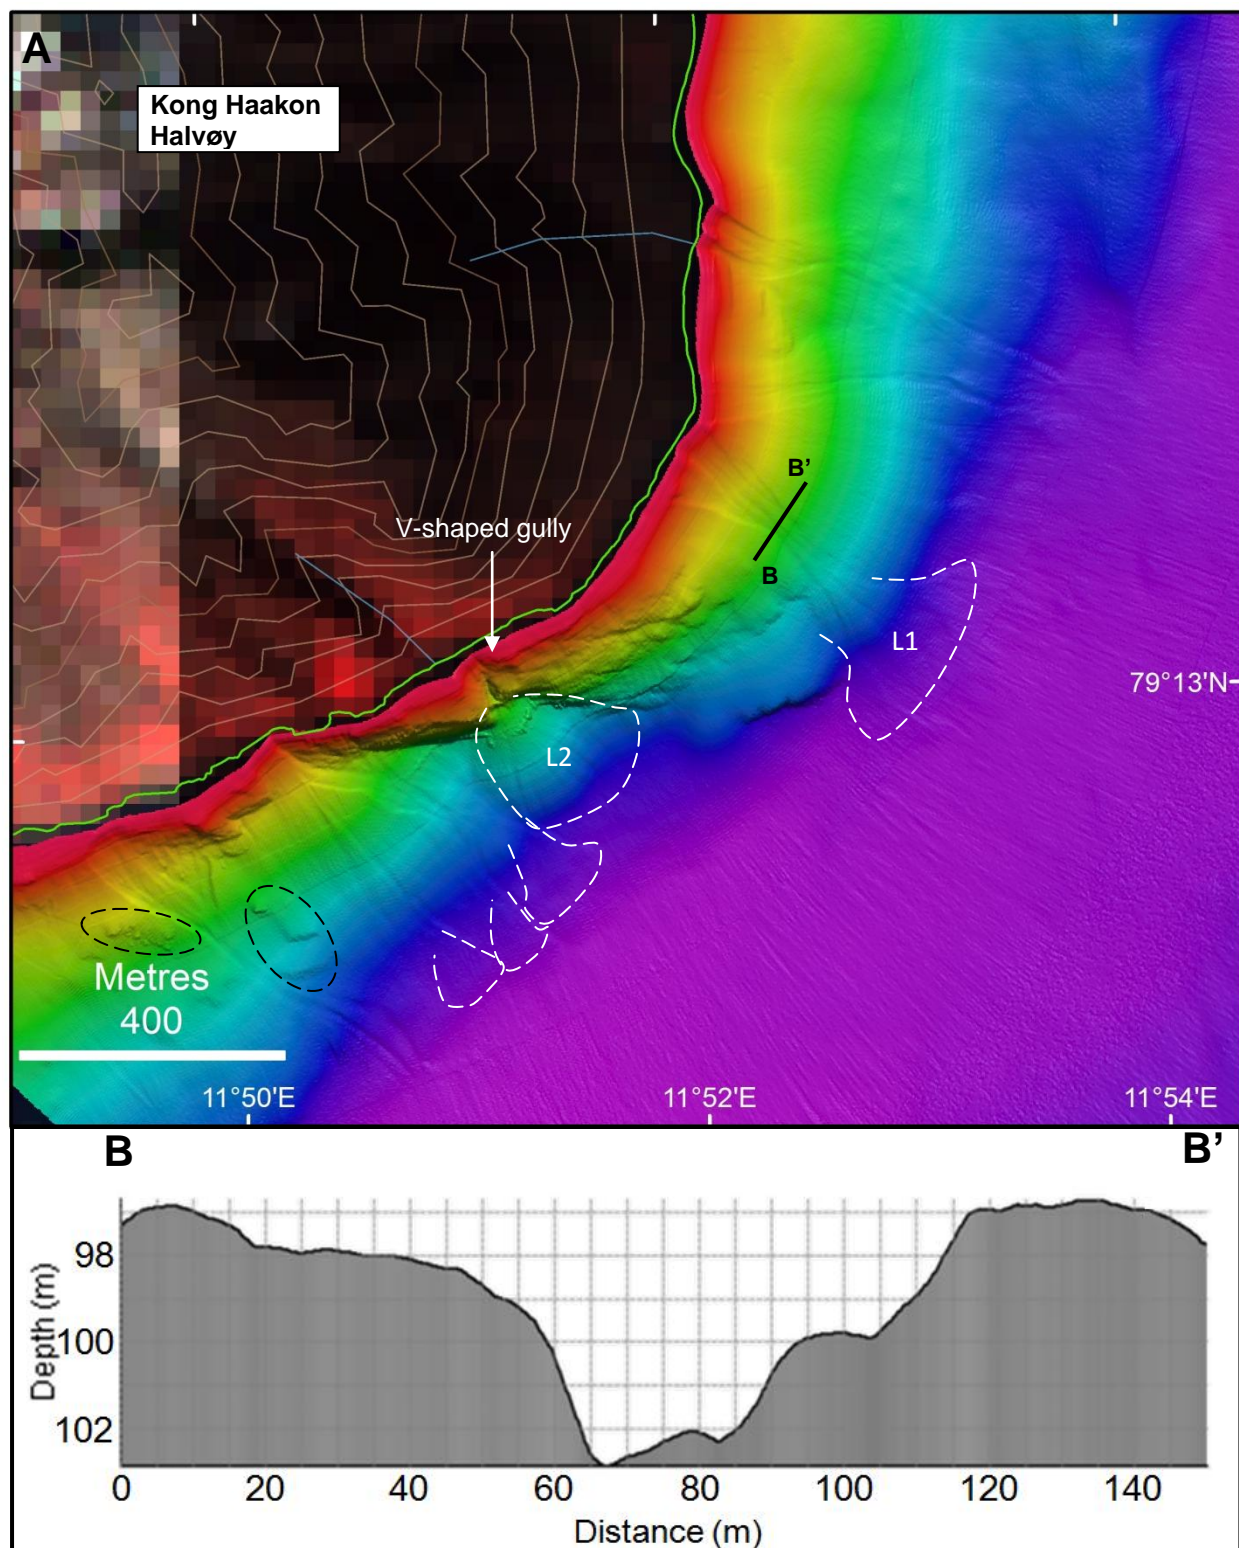 A
Kong Haakon
Halvøy
B'
V-shaped gully
B
L1
79°13'N
L2
Metres
400
11°50'E
11°52'E
11°54'E
B
B’
98
100
102
Depth (m)
0
20
40
60
80
100
120
140
Distance (m)